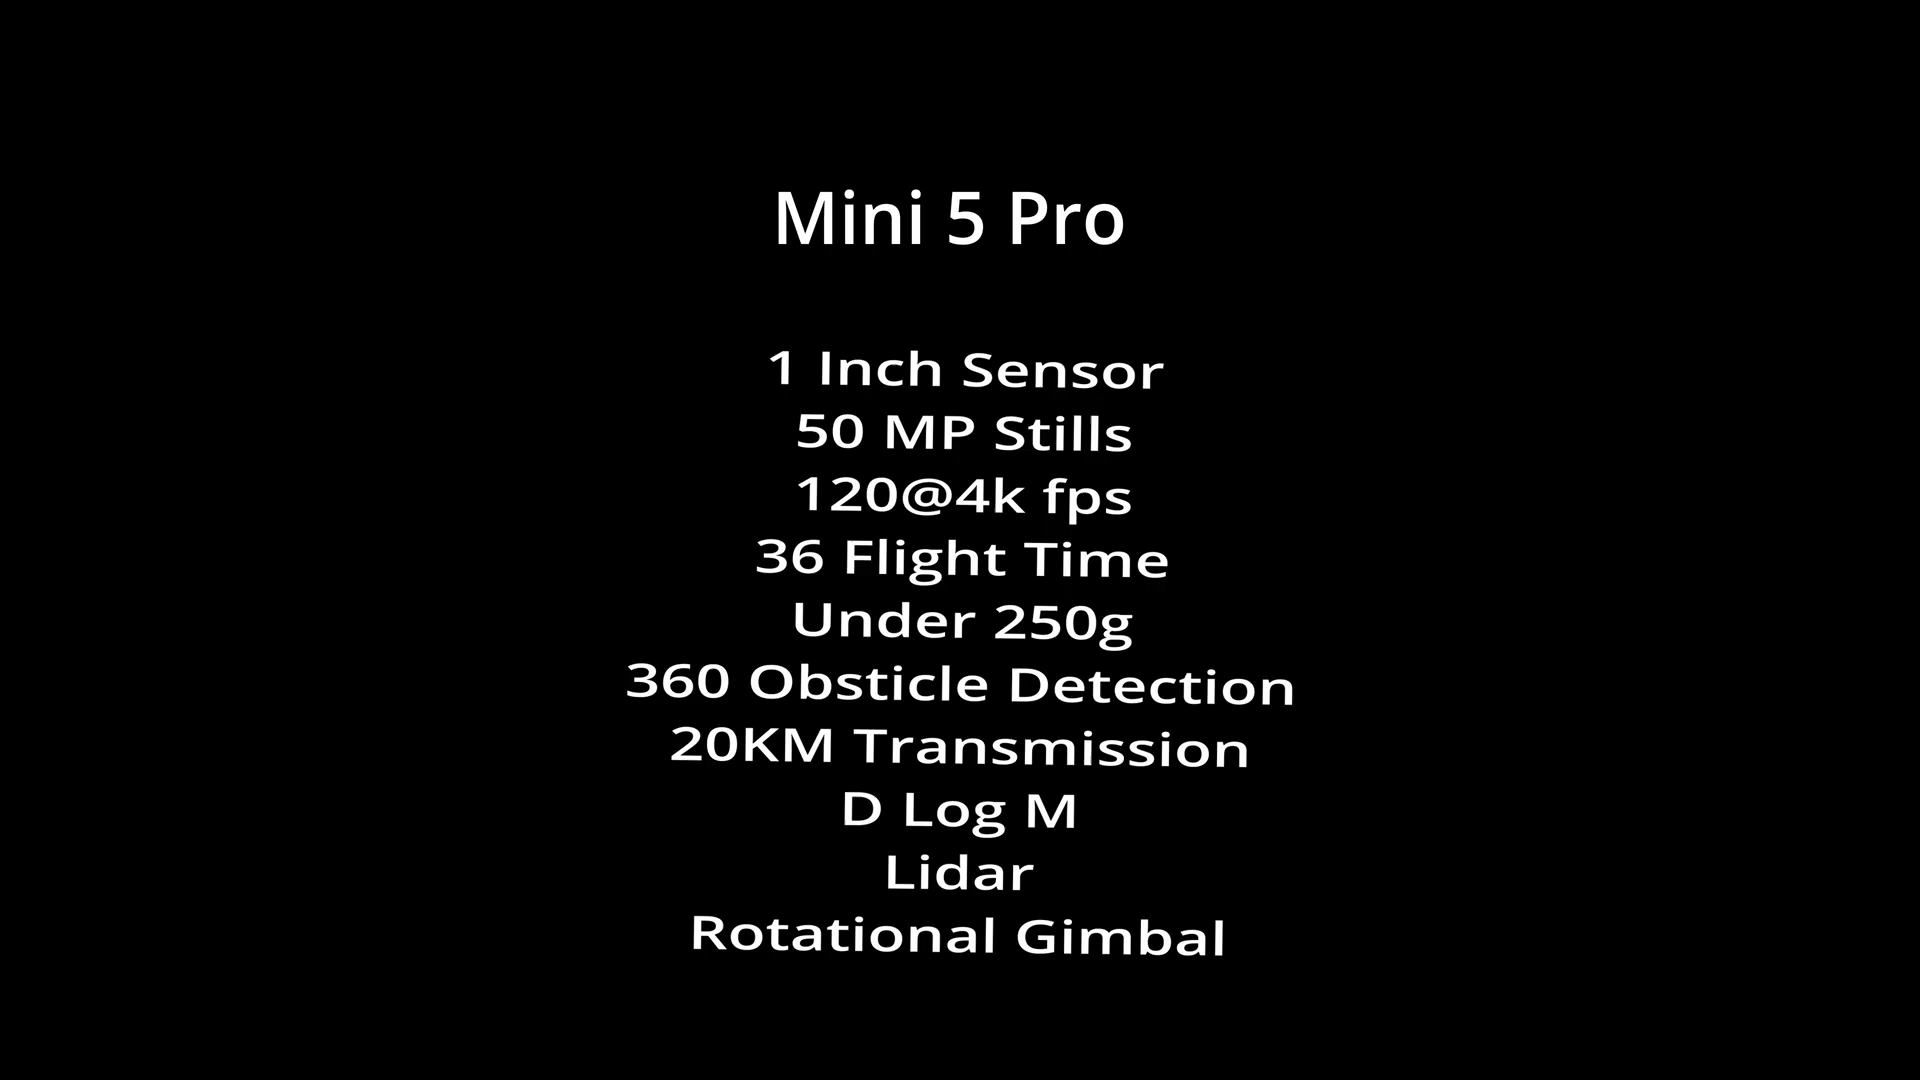 Mini 5 Pro
1 Inch Sensor
50 MP Stills
120@4k fps
36 Flight Time
Under 250g
360 Obsticle Detection
20KM Transmission
D Log M
Lidar
Rotational Gimbal